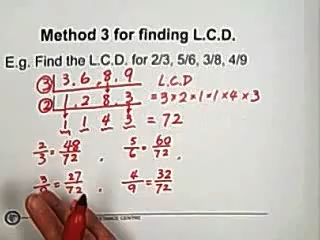 Method 3 for finding L.C.D.
E.g. Find the L.C.D. for 2/3, 5/6, 3/8, 4/9
3 | 3 . 6 , 8 . 9 L.C.D
2 | 1 . 2 8 . 3 = 3 × 2 × 1 × 1 × 4 × 3
1 1 4 3 = 72
2/3 = 48/72 , 5/6 = 60/72 ,
= 27/72 , 4/9 = 32/72